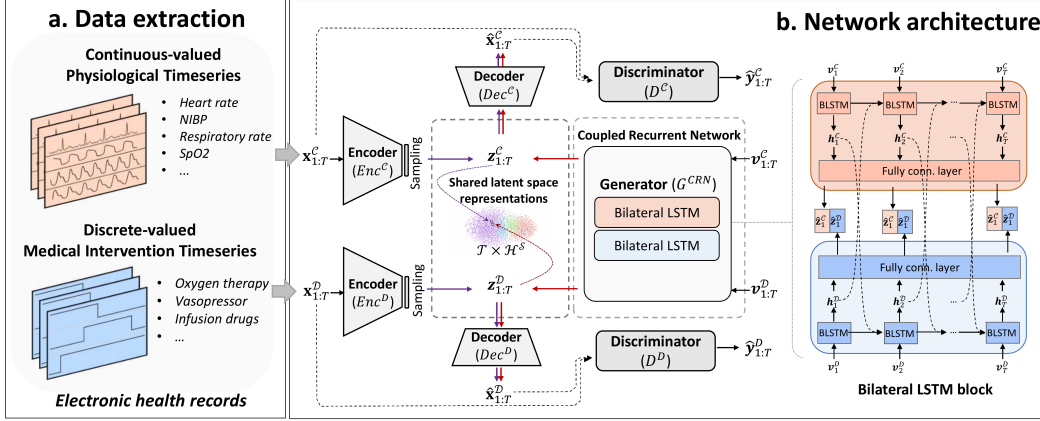 a. Data extraction
Continuous-valued
Physiological Timeseries
• Heart rate
• NIBP
• Respiratory rate
• SpO2
• ...
Discrete-valued
Medical Intervention Timeseries
• Oxygen therapy
• Vasopressor
• Infusion drugs
• ...
Electronic health records
b. Network architecture
x̂^𝒞_{1:T}
Decoder
(Dec^𝒞)
Discriminator
(D^𝒞)
ŷ^𝒞_{1:T}
x^𝒞_{1:T}
Encoder
(Enc^𝒞)
Sampling
z^𝒞_{1:T}
Shared latent space
representations
𝒯 × ℋ^𝒮
Coupled Recurrent Network
Generator (G^{CRN})
Bilateral LSTM
Bilateral LSTM
v^𝒞_{1:T}
v^𝒟_{1:T}
x^𝒟_{1:T}
Encoder
(Enc^D)
Sampling
z^𝒟_{1:T}
Decoder
(Dec^D)
x̂^𝒟_{1:T}
Discriminator
(D^D)
ŷ^𝒟_{1:T}
v^𝒞_1 v^𝒞_2 v^𝒞_T
BLSTM BLSTM ... BLSTM
h^𝒞_1 h^𝒞_2 ... h^𝒞_T
Fully conn. layer
ẑ^𝒞_1 ẑ^𝒟_1 ẑ^𝒞_1 ẑ^𝒟_1 ẑ^𝒞_1 ẑ^𝒟_1
Fully conn. layer
h^𝒟_1 h^𝒟_2 ... h^𝒟_T
BLSTM BLSTM ... BLSTM
v^𝒟_1 v^𝒟_2 v^𝒟_T
Bilateral LSTM block